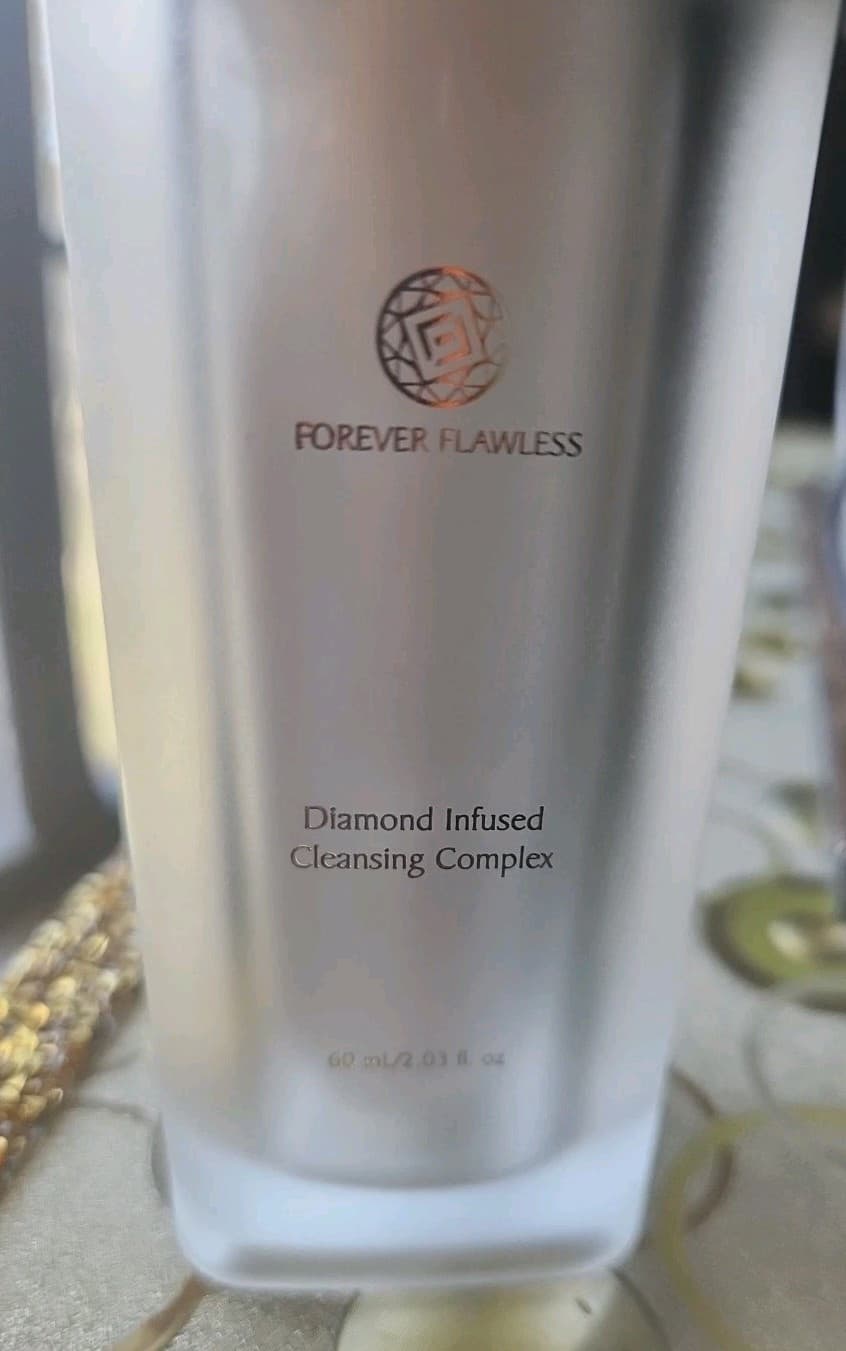 FOREVER FLAWLESS
Diamond Infused
Cleansing Complex
60 mL/2.03 fl. oz